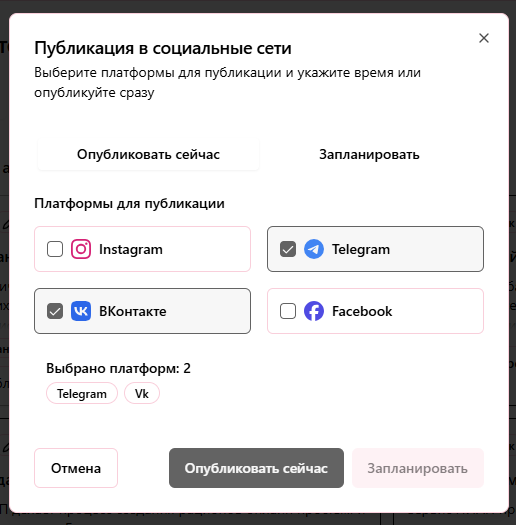 Публикация в социальные сети
Выберите платформы для публикации и укажите время или
опубликуйте сразу
Опубликовать сейчас
Запланировать
Платформы для публикации
Instagram
Telegram
ВКонтакте
Facebook
Выбрано платформ: 2
Telegram
Vk
Отмена
Опубликовать сейчас
Запланировать